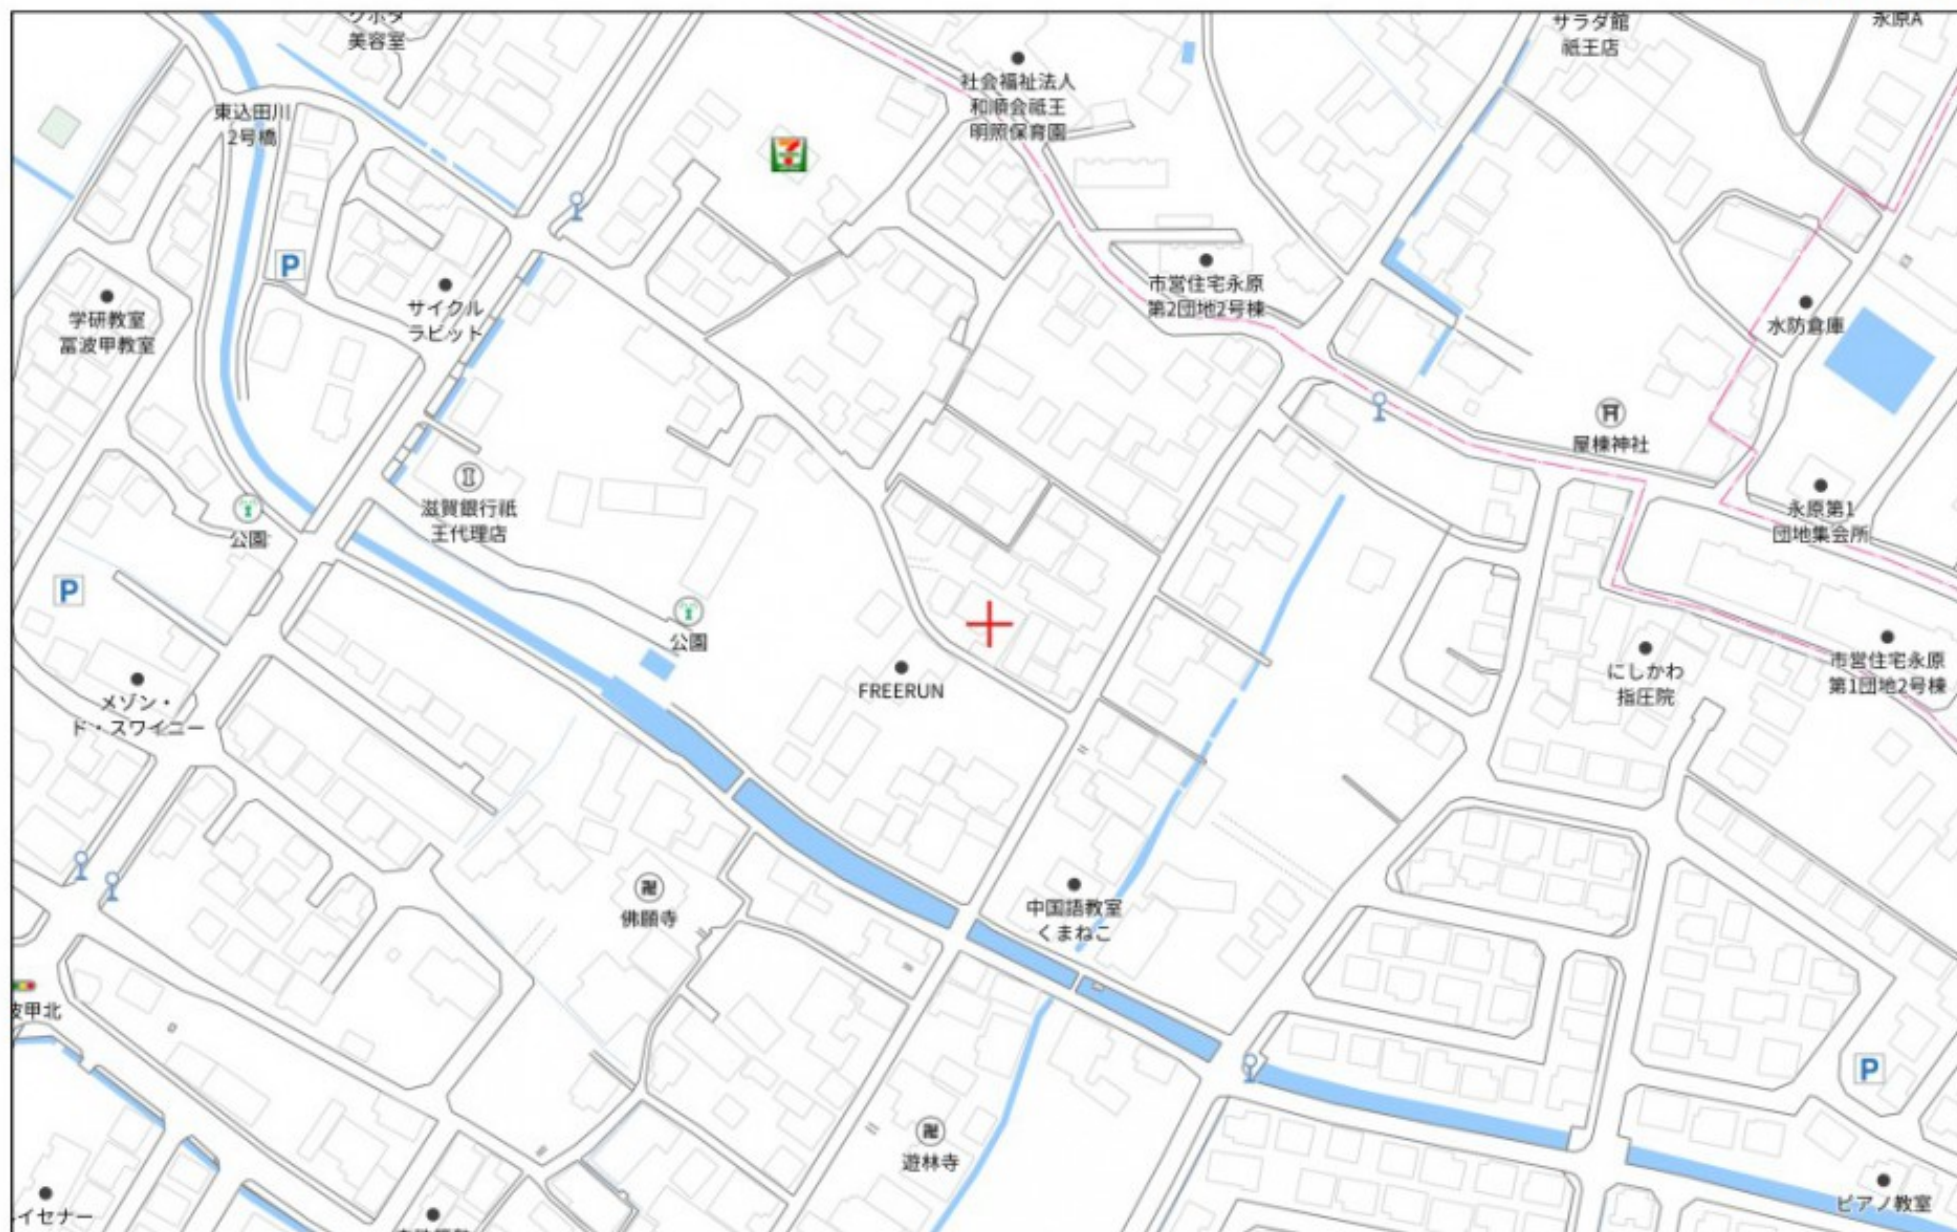 クボタ
美容室
サラダ館
祇王店
永原A
社会福祉法人
和順会祇王
明照保育園
東込田川
2号橋
P
市営住宅永原
第2団地2号棟
サイクル
ラビット
学研教室
冨波甲教室
水防倉庫
屋棟神社
滋賀銀行祇
王代理店
永原第1
団地集会所
公園
P
公園
FREERUN
にしかわ
指圧院
市営住宅永原
第1団地2号棟
メゾン・
ド・スワイニー
卍
佛願寺
中国語教室
くまねこ
波甲北
P
卍
遊林寺
ピアノ教室
イセナー